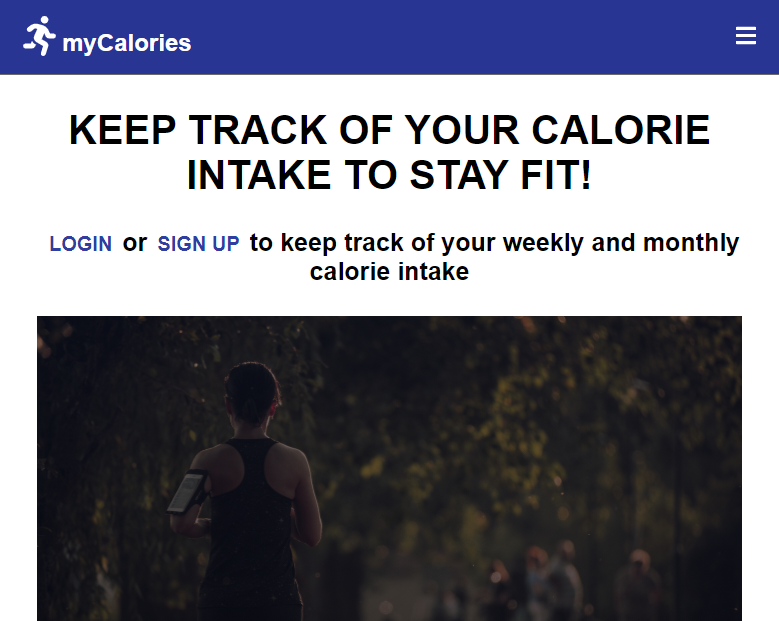 myCalories
KEEP TRACK OF YOUR CALORIE
INTAKE TO STAY FIT!
LOGIN or SIGN UP to keep track of your weekly and monthly
calorie intake